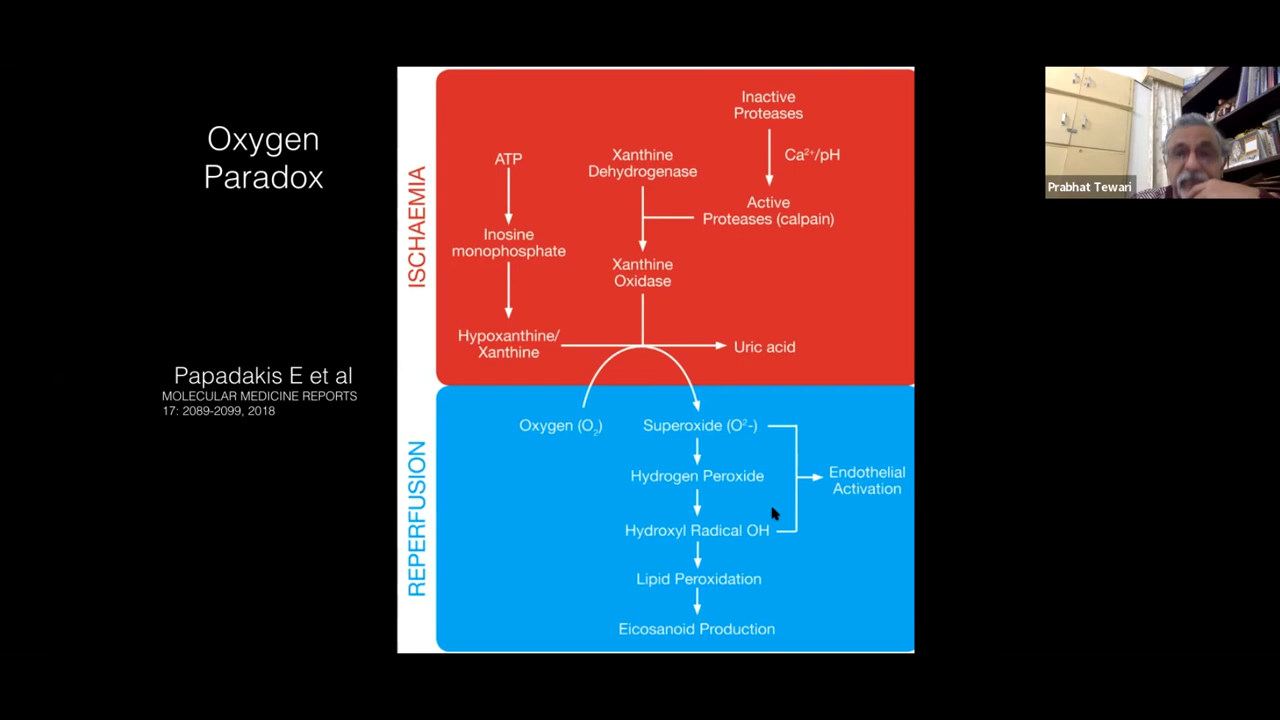 Oxygen
Paradox
Papadakis E et al
MOLECULAR MEDICINE REPORTS
17: 2089-2099, 2018
ISCHAEMIA
Inactive
Proteases
Ca²⁺/pH
ATP
Xanthine
Dehydrogenase
Active
Proteases (calpain)
Inosine
monophosphate
Xanthine
Oxidase
Hypoxanthine/
Xanthine
Uric acid
REPERFUSION
Oxygen (O₂)
Superoxide (O²-)
Hydrogen Peroxide
Endothelial
Activation
Hydroxyl Radical OH
Lipid Peroxidation
Eicosanoid Production
Prabhat Tewari